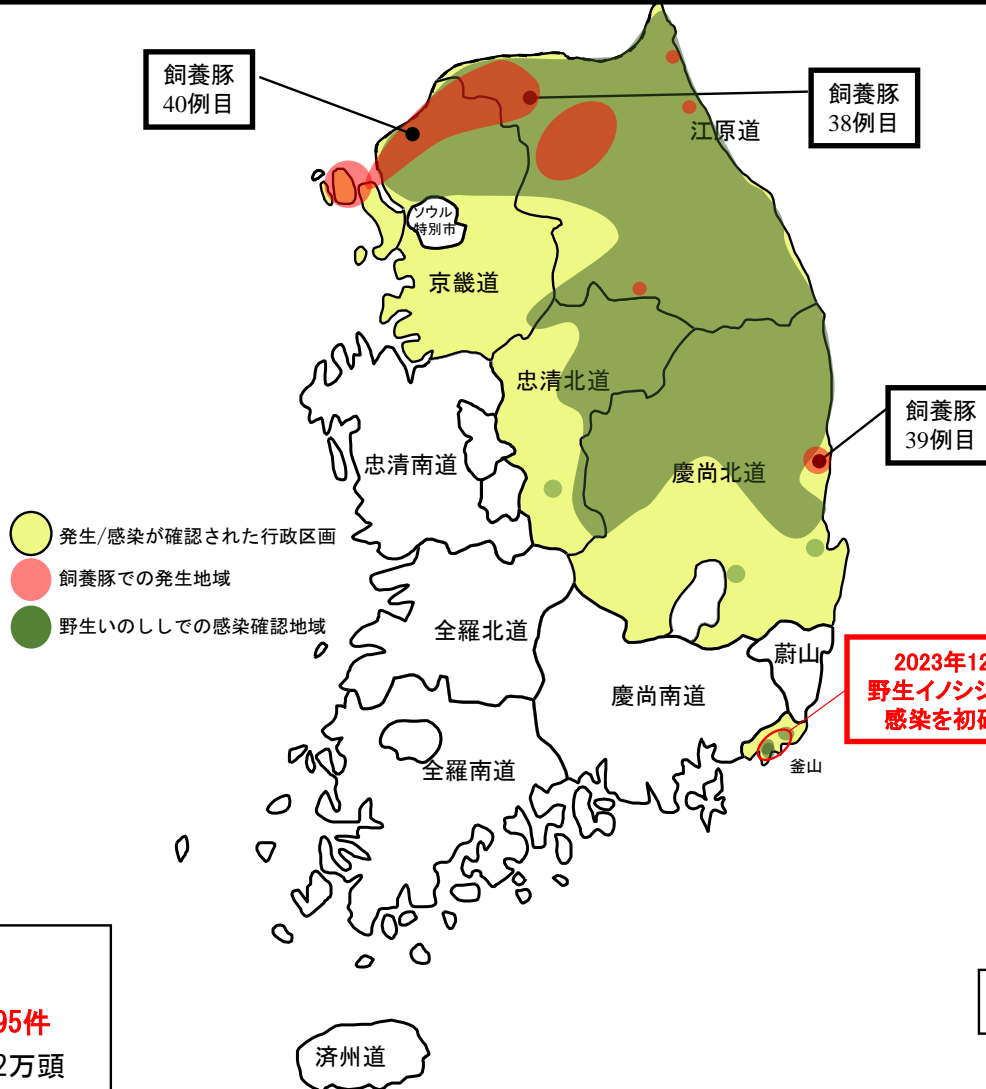 飼養豚
40例目
飼養豚
38例目
江原道
ソウル
特別市
京畿道
忠清北道
飼養豚
39例目
忠清南道
慶尚北道
発生/感染が確認された行政区画
飼養豚での発生地域
野生いのししでの感染確認地域
全羅北道
蔚山
2023年12
野生イノシシ
感染を初確
慶尚南道
釜山
全羅南道
95件
2万頭
済州道